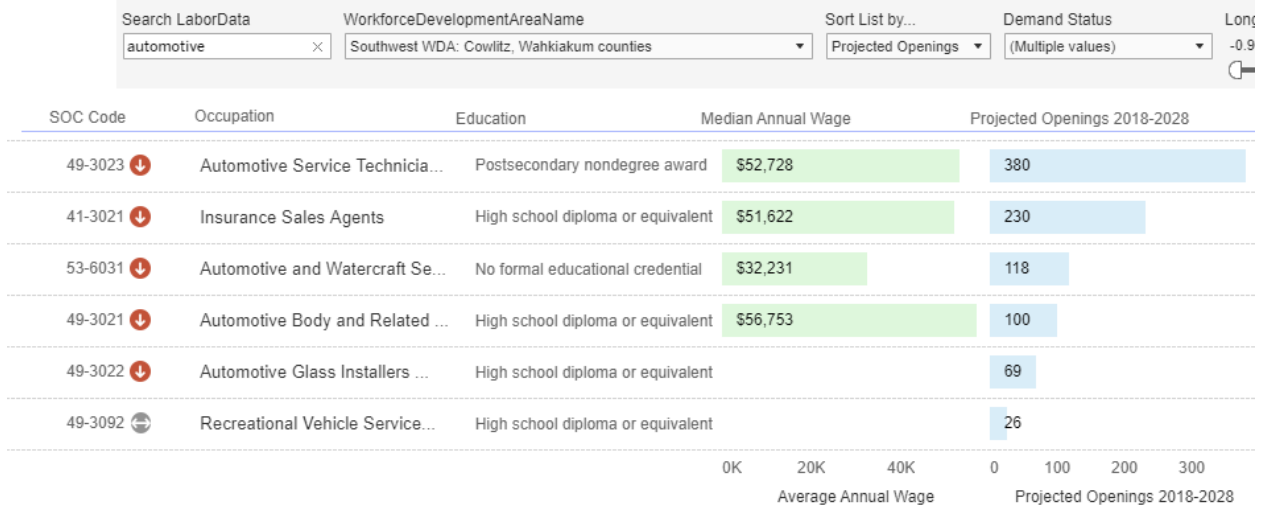 Search LaborData WorkforceDevelopmentAreaName Sort List by... Demand Status Long
automotive × Southwest WDA: Cowlitz, Wahkiakum counties Projected Openings (Multiple values) -0.9
SOC Code Occupation Education Median Annual Wage Projected Openings 2018-2028
49-3023 Automotive Service Technicia... Postsecondary nondegree award $52,728 380
41-3021 Insurance Sales Agents High school diploma or equivalent $51,622 230
53-6031 Automotive and Watercraft Se... No formal educational credential $32,231 118
49-3021 Automotive Body and Related ... High school diploma or equivalent $56,753 100
49-3022 Automotive Glass Installers ... High school diploma or equivalent 69
49-3092 Recreational Vehicle Service... High school diploma or equivalent 26
0K 20K 40K 0 100 200 300
Average Annual Wage Projected Openings 2018-2028